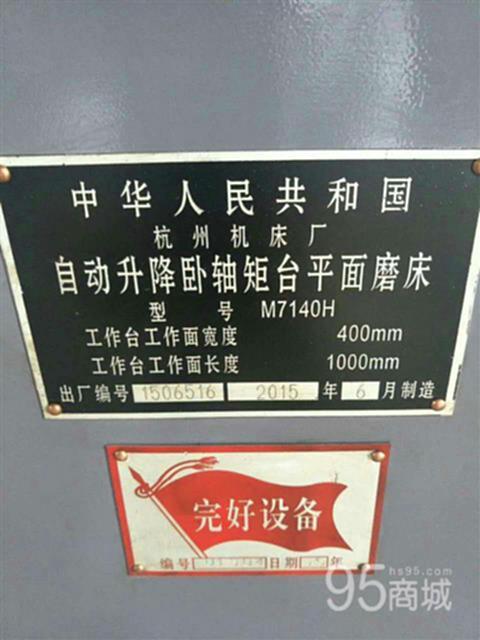 中华人民共和国
杭州机床厂
自动升降卧轴矩台平面磨床
型号 M7140H
工作台工作面宽度 400mm
工作台工作面长度 1000mm
出厂编号 1506516 2015 年 6 月制造
完好设备
编号 日期 年
hs95.com
95商城